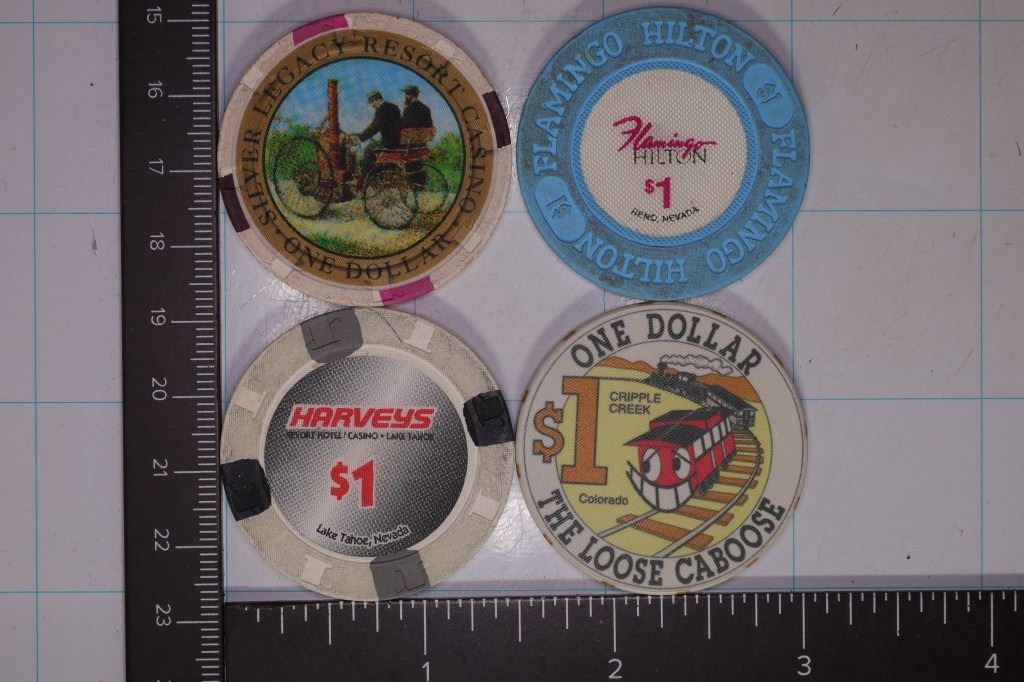 15
16
17
18
19
20
21
22
23
SILVER LEGACY RESORT CASINO
· ONE DOLLAR ·
FLAMINGO HILTON
$1
FLAMINGO HILTON
$1
Flamingo
HILTON
$1
RENO, NEVADA
HARVEYS
RESORT HOTEL / CASINO • LAKE TAHOE
$1
Lake Tahoe, Nevada
ONE DOLLAR
$1
CRIPPLE
CREEK
Colorado
THE LOOSE CABOOSE
1 2 3 4